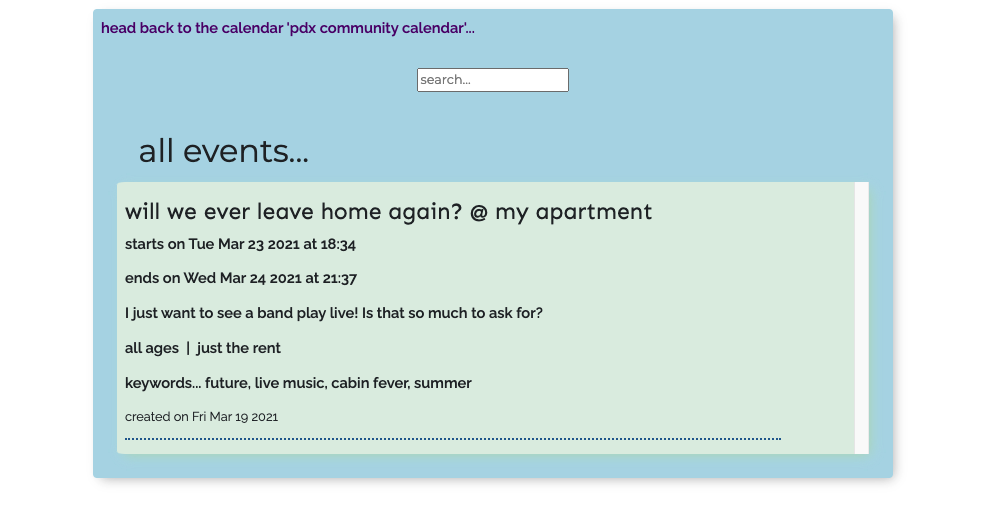 head back to the calendar 'pdx community calendar'...
search...
all events...
will we ever leave home again? @ my apartment
starts on Tue Mar 23 2021 at 18:34
ends on Wed Mar 24 2021 at 21:37
I just want to see a band play live! Is that so much to ask for?
all ages | just the rent
keywords... future, live music, cabin fever, summer
created on Fri Mar 19 2021